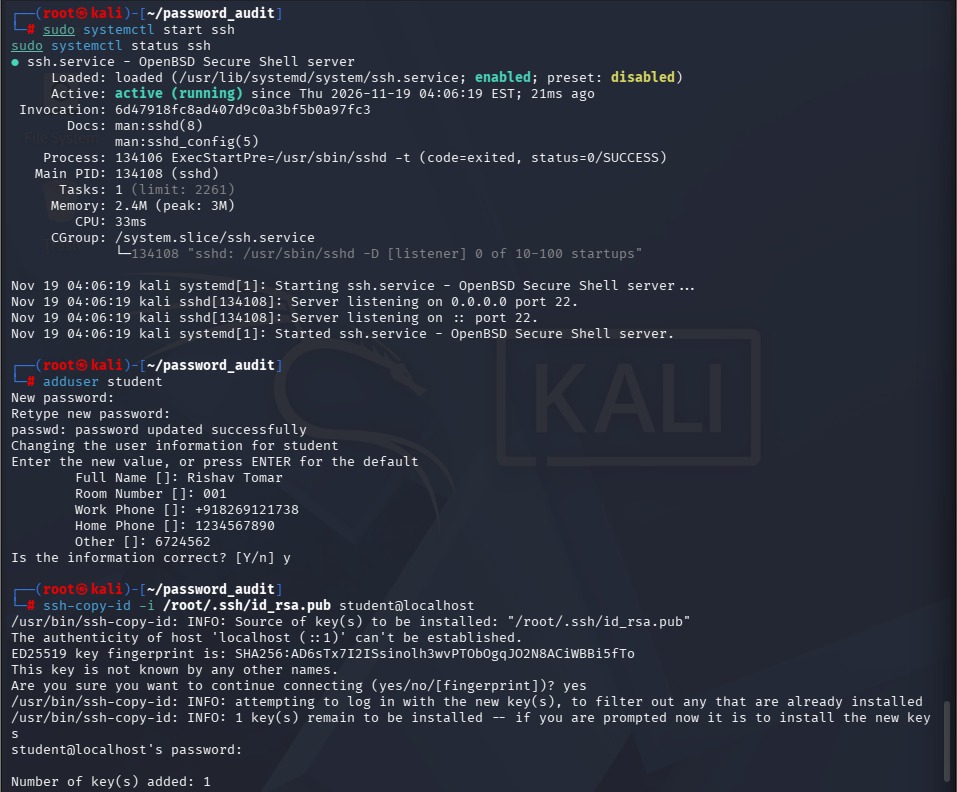 ┌──(root㉿kali)-[~/password_audit]
└─# sudo systemctl start ssh
sudo systemctl status ssh
● ssh.service - OpenBSD Secure Shell server
     Loaded: loaded (/usr/lib/systemd/system/ssh.service; enabled; preset: disabled)
     Active: active (running) since Thu 2026-11-19 04:06:19 EST; 21ms ago
 Invocation: 6d47918fc8ad407d9c0a3bf5b0a97fc3
       Docs: man:sshd(8)
             man:sshd_config(5)
    Process: 134106 ExecStartPre=/usr/sbin/sshd -t (code=exited, status=0/SUCCESS)
   Main PID: 134108 (sshd)
      Tasks: 1 (limit: 2261)
     Memory: 2.4M (peak: 3M)
        CPU: 33ms
     CGroup: /system.slice/ssh.service
             └─134108 "sshd: /usr/sbin/sshd -D [listener] 0 of 10-100 startups"
Nov 19 04:06:19 kali systemd[1]: Starting ssh.service - OpenBSD Secure Shell server...
Nov 19 04:06:19 kali sshd[134108]: Server listening on 0.0.0.0 port 22.
Nov 19 04:06:19 kali sshd[134108]: Server listening on :: port 22.
Nov 19 04:06:19 kali systemd[1]: Started ssh.service - OpenBSD Secure Shell server.
┌──(root㉿kali)-[~/password_audit]
└─# adduser student
New password:
Retype new password:
passwd: password updated successfully
Changing the user information for student
Enter the new value, or press ENTER for the default
        Full Name []: Rishav Tomar
        Room Number []: 001
        Work Phone []: +918269121738
        Home Phone []: 1234567890
        Other []: 6724562
Is the information correct? [Y/n] y
KALI
┌──(root㉿kali)-[~/password_audit]
└─# ssh-copy-id -i /root/.ssh/id_rsa.pub student@localhost
/usr/bin/ssh-copy-id: INFO: Source of key(s) to be installed: "/root/.ssh/id_rsa.pub"
The authenticity of host 'localhost (::1)' can't be established.
ED25519 key fingerprint is: SHA256:AD6sTx7I2ISsinolh3wvPTObOgqJO2N8ACiWBBi5fTo
This key is not known by any other names.
Are you sure you want to continue connecting (yes/no/[fingerprint])? yes
/usr/bin/ssh-copy-id: INFO: attempting to log in with the new key(s), to filter out any that are already installed
/usr/bin/ssh-copy-id: INFO: 1 key(s) remain to be installed -- if you are prompted now it is to install the new key
s
student@localhost's password:
Number of key(s) added: 1